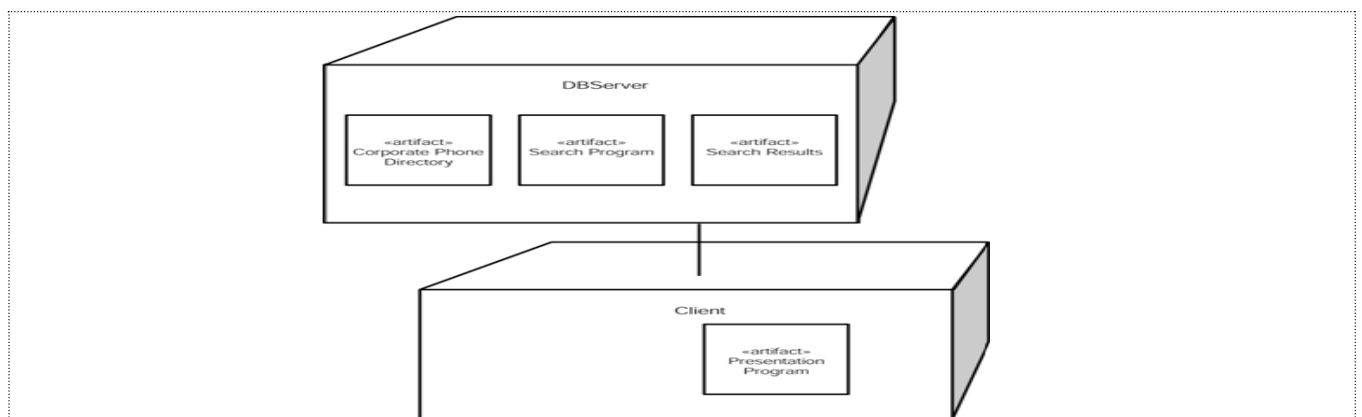 DBServer
«artifact»
Corporate Phone
Directory
«artifact»
Search Program
«artifact»
Search Results
Client
«artifact»
Presentation
Program